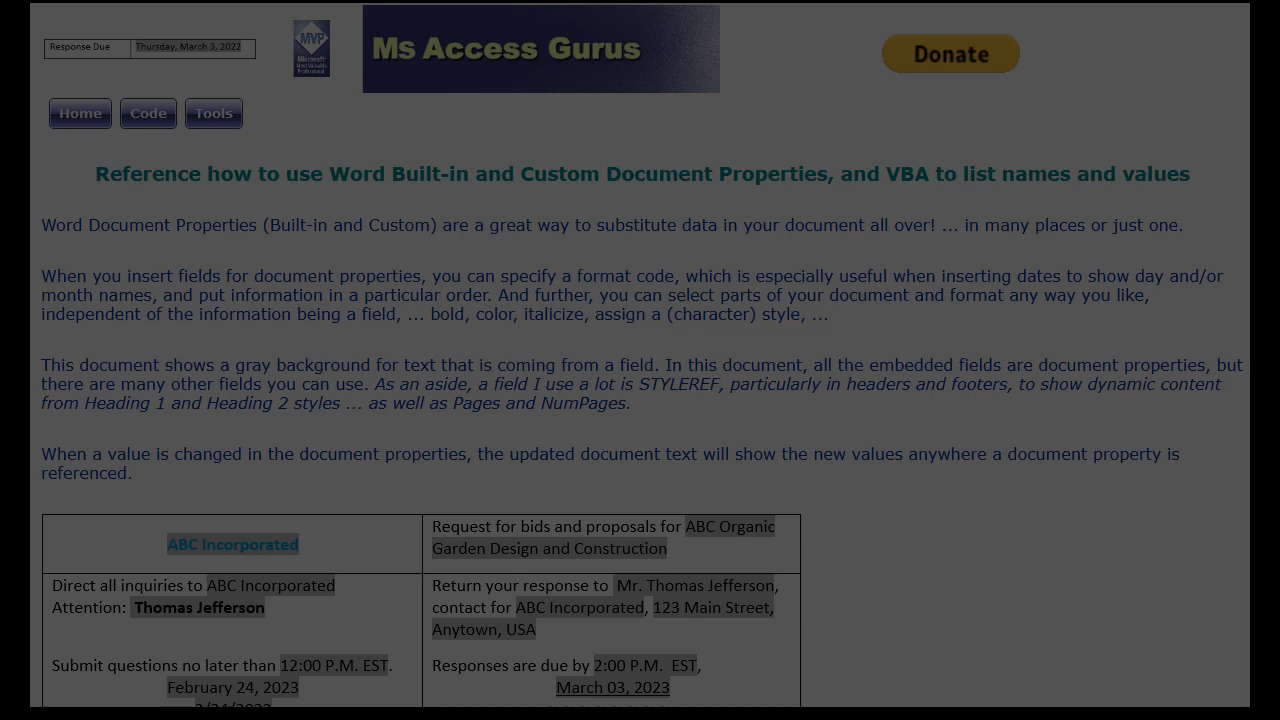 Response Due Thursday, March 3, 2022
MVP
Microsoft
Most Valuable
Professional
Ms Access Gurus
Donate
Home Code Tools
Reference how to use Word Built-in and Custom Document Properties, and VBA to list names and values
Word Document Properties (Built-in and Custom) are a great way to substitute data in your document all over! ... in many places or just one.
When you insert fields for document properties, you can specify a format code, which is especially useful when inserting dates to show day and/or
month names, and put information in a particular order. And further, you can select parts of your document and format any way you like,
independent of the information being a field, ... bold, color, italicize, assign a (character) style, ...
This document shows a gray background for text that is coming from a field. In this document, all the embedded fields are document properties, but
there are many other fields you can use. As an aside, a field I use a lot is STYLEREF, particularly in headers and footers, to show dynamic content
from Heading 1 and Heading 2 styles ... as well as Pages and NumPages.
When a value is changed in the document properties, the updated document text will show the new values anywhere a document property is
referenced.
ABC Incorporated
Request for bids and proposals for ABC Organic
Garden Design and Construction
Direct all inquiries to ABC Incorporated
Attention: Thomas Jefferson
Submit questions no later than 12:00 P.M. EST.
February 24, 2023
Return your response to Mr. Thomas Jefferson,
contact for ABC Incorporated, 123 Main Street,
Anytown, USA
Responses are due by 2:00 P.M. EST,
March 03, 2023